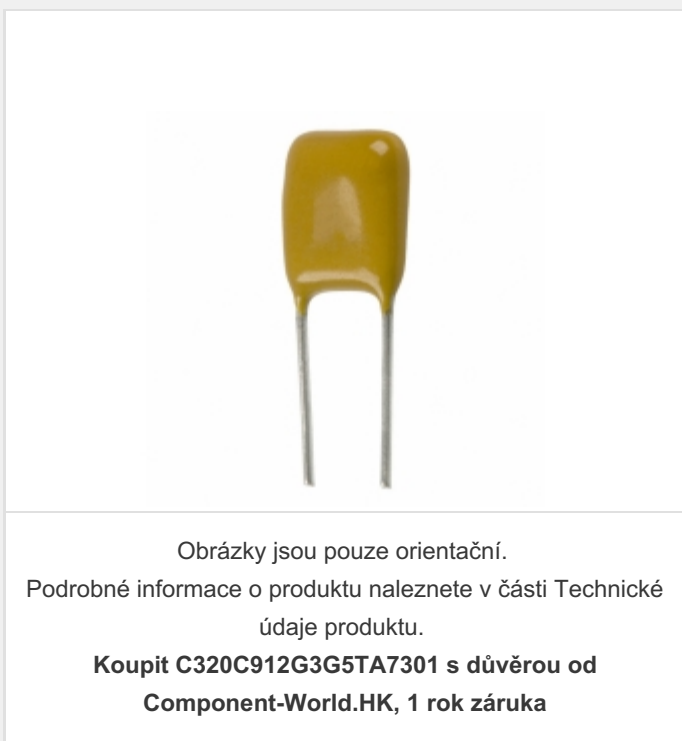 Obrázky jsou pouze orientační.
Podrobné informace o produktu naleznete v části Technické
údaje produktu.
Koupit C320C912G3G5TA7301 s důvěrou od
Component-World.HK, 1 rok záruka